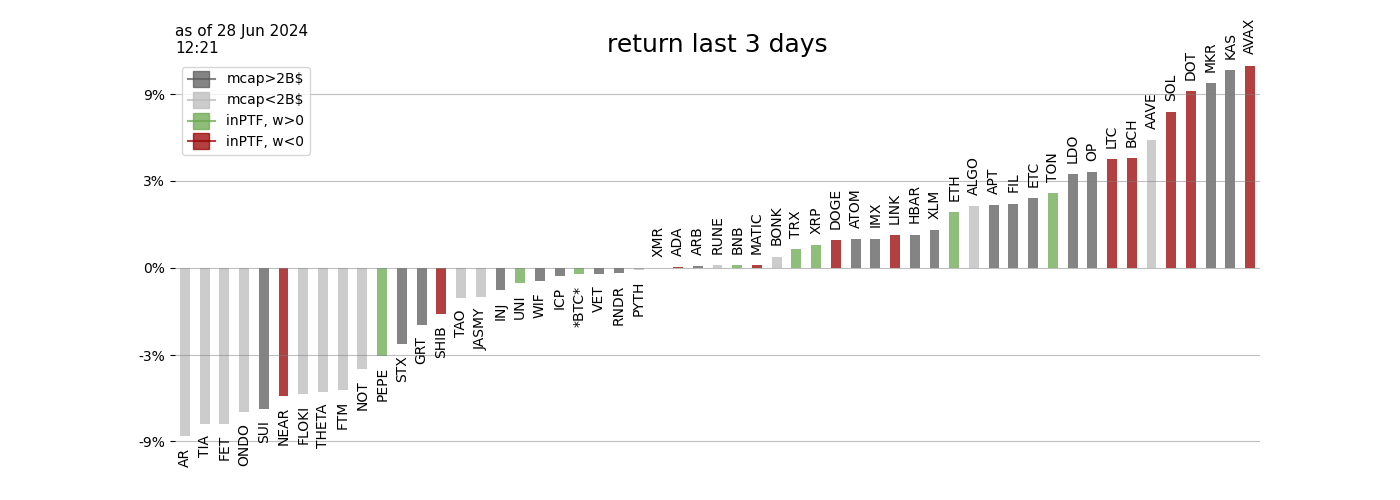 as of 28 Jun 2024
12:21
return last 3 days
mcap>2B$
mcap<2B$
inPTF, w>0
inPTF, w<0
9%
3%
0%
-3%
-9%
AR
TIA
FET
ONDO
SUI
NEAR
FLOKI
THETA
FTM
NOT
PEPE
STX
GRT
SHIB
TAO
JASMY
INJ
UNI
WIF
ICP
*BTC*
VET
RNDR
PYTH
XMR
ADA
ARB
RUNE
BNB
MATIC
BONK
TRX
XRP
DOGE
ATOM
IMX
LINK
HBAR
XLM
ETH
ALGO
APT
FIL
ETC
TON
LDO
OP
LTC
BCH
AAVE
SOL
DOT
MKR
KAS
AVAX